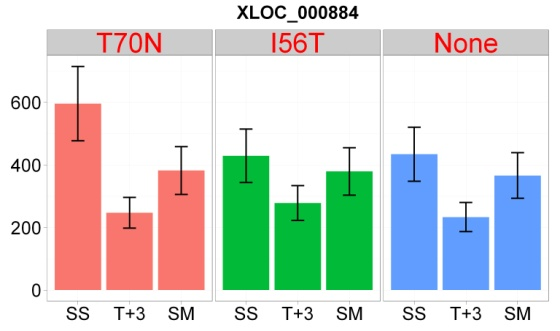 XLOC_000884
T70N I56T None
600
400
200
0
SS T+3 SM SS T+3 SM SS T+3 SM